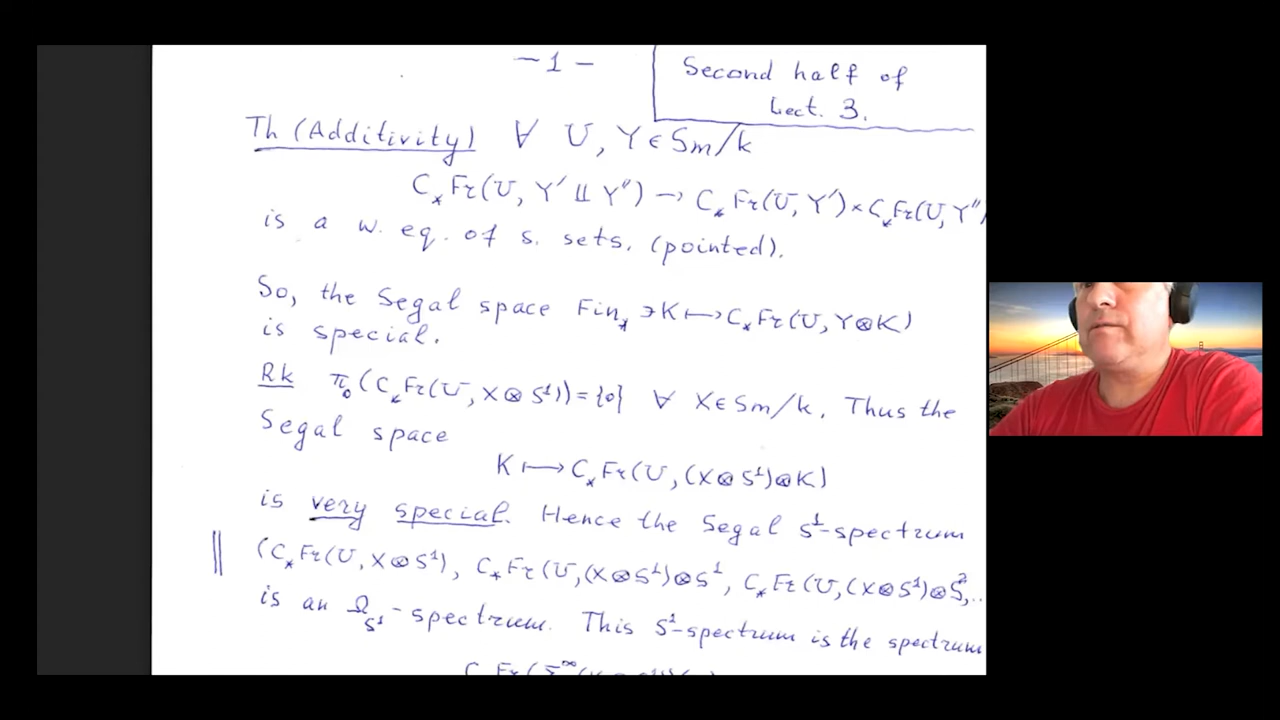 — 1 —
Second half of
Lect. 3.
Th (Additivity) ∀ U, Y ∈ Sm/k
C_*Fr(U, Y' ⨿ Y'') → C_*Fr(U, Y') × C_*Fr(U, Y'')
is a w. eq. of s. sets. (pointed).
So, the Segal space Fin_* ∋ K ⟼ C_*Fr(U, Y⊗K)
is special.
Rk π_0(C_*Fr(U, X⊗S^1)) = {0} ∀ X ∈ Sm/k. Thus the
Segal space
K ⟼ C_*Fr(U, (X⊗S^1)⊗K)
is very special. Hence the Segal S^1-spectrum
(C_*Fr(U, X⊗S^1), C_*Fr(U, (X⊗S^1)⊗S^1, C_*Fr(U, (X⊗S^1)⊗S^2, ...
is an Ω_{S^1}-spectrum. This S^1-spectrum is the spectrum